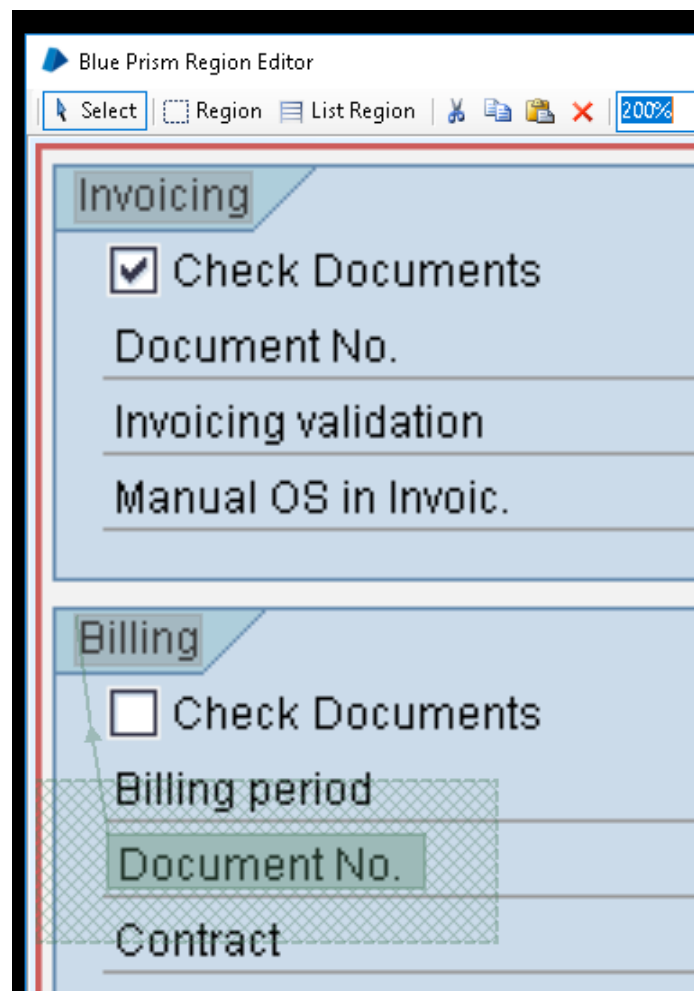 Blue Prism Region Editor
Select Region List Region 200%
Invoicing
Check Documents
Document No.
Invoicing validation
Manual OS in Invoic.
Billing
Check Documents
Billing period
Document No.
Contract